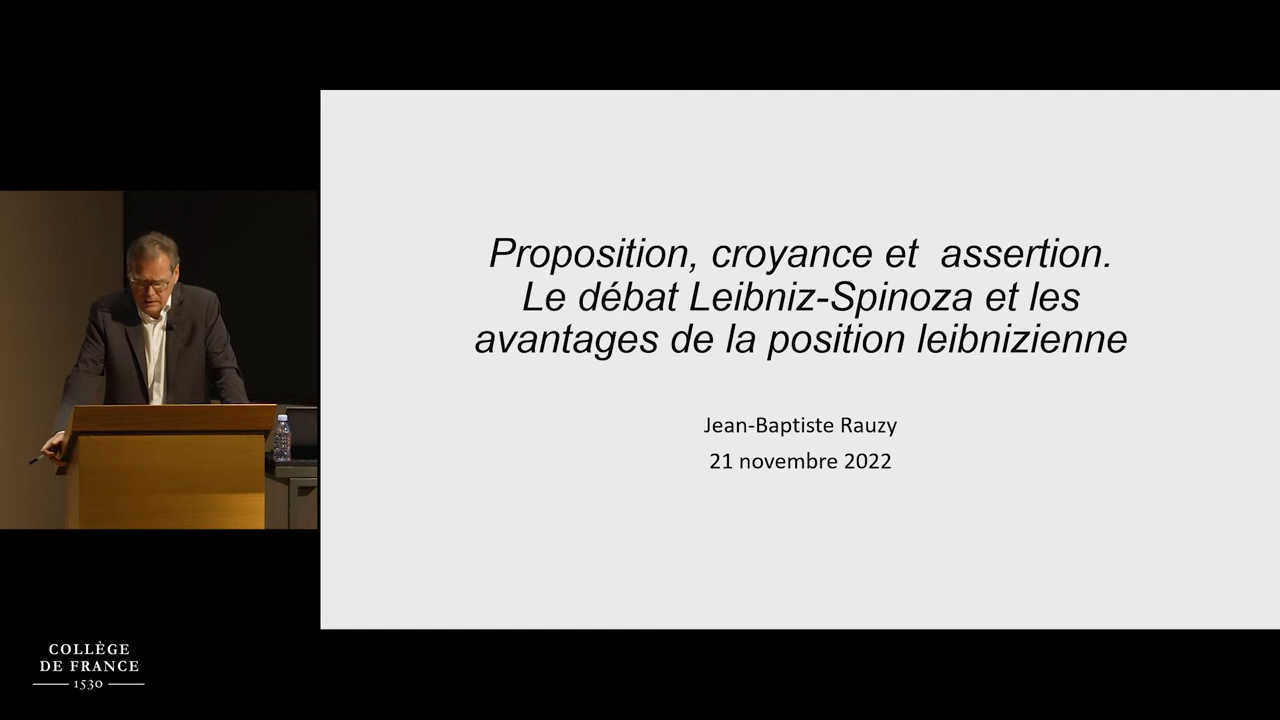 Proposition, croyance et  assertion.
Le débat Leibniz-Spinoza et les
avantages de la position leibnizienne
Jean-Baptiste Rauzy
21 novembre 2022
COLLÈGE
DE FRANCE
1530